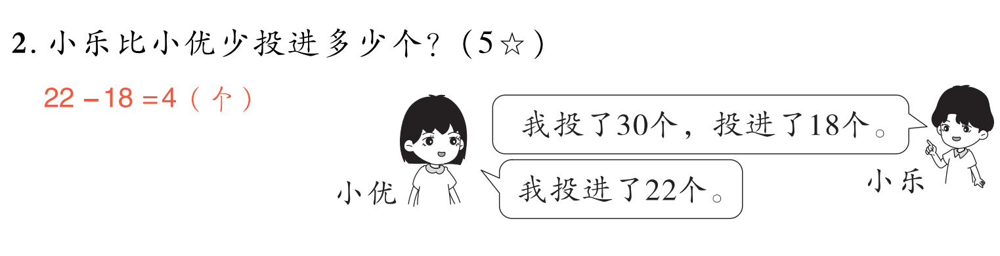 2. 小乐比小优少投进多少个?(5☆)
22－18＝4（个）
我投了30个，投进了18个。
小乐
小优
我投进了22个。